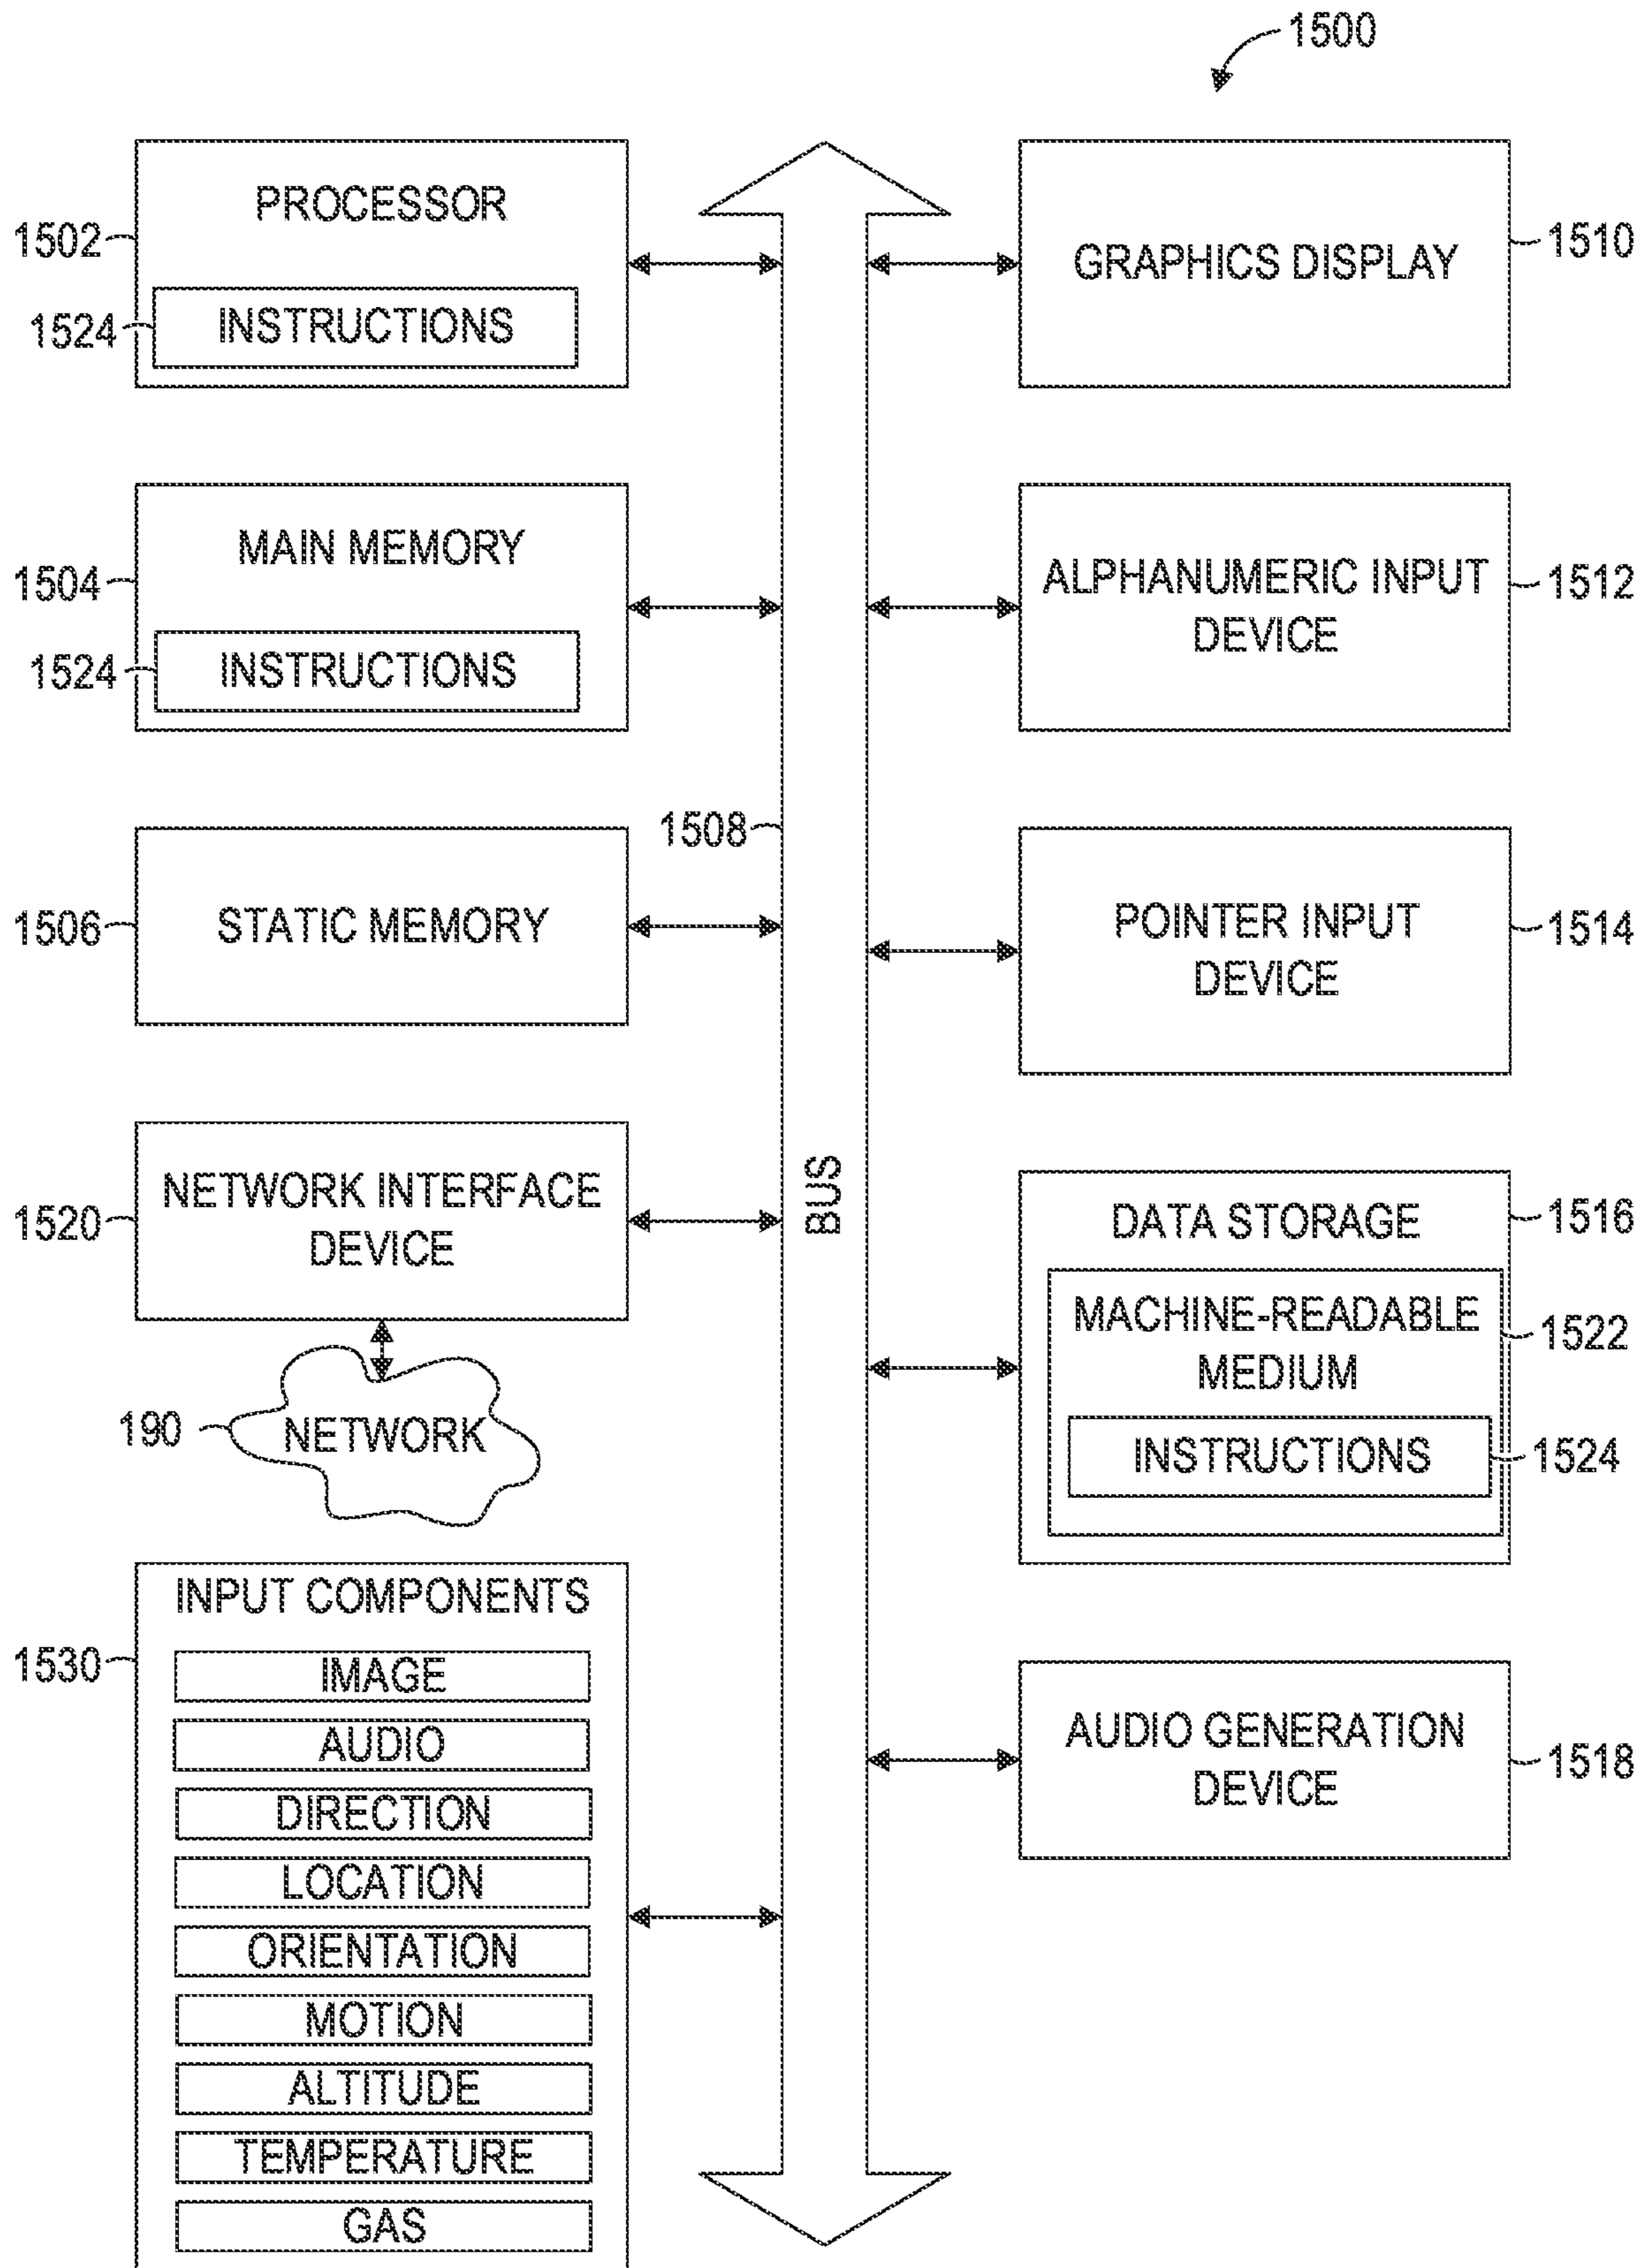 1500
PROCESSOR
1502
1524
INSTRUCTIONS
MAIN MEMORY
1504
1524
INSTRUCTIONS
1506
STATIC MEMORY
1520
NETWORK INTERFACE
DEVICE
190
NETWORK
INPUT COMPONENTS
1530
IMAGE
AUDIO
DIRECTION
LOCATION
ORIENTATION
MOTION
ALTITUDE
TEMPERATURE
GAS
1508
BUS
GRAPHICS DISPLAY
1510
ALPHANUMERIC INPUT
DEVICE
1512
POINTER INPUT
DEVICE
1514
DATA STORAGE
1516
MACHINE-READABLE
MEDIUM
1522
INSTRUCTIONS
1524
AUDIO GENERATION
DEVICE
1518